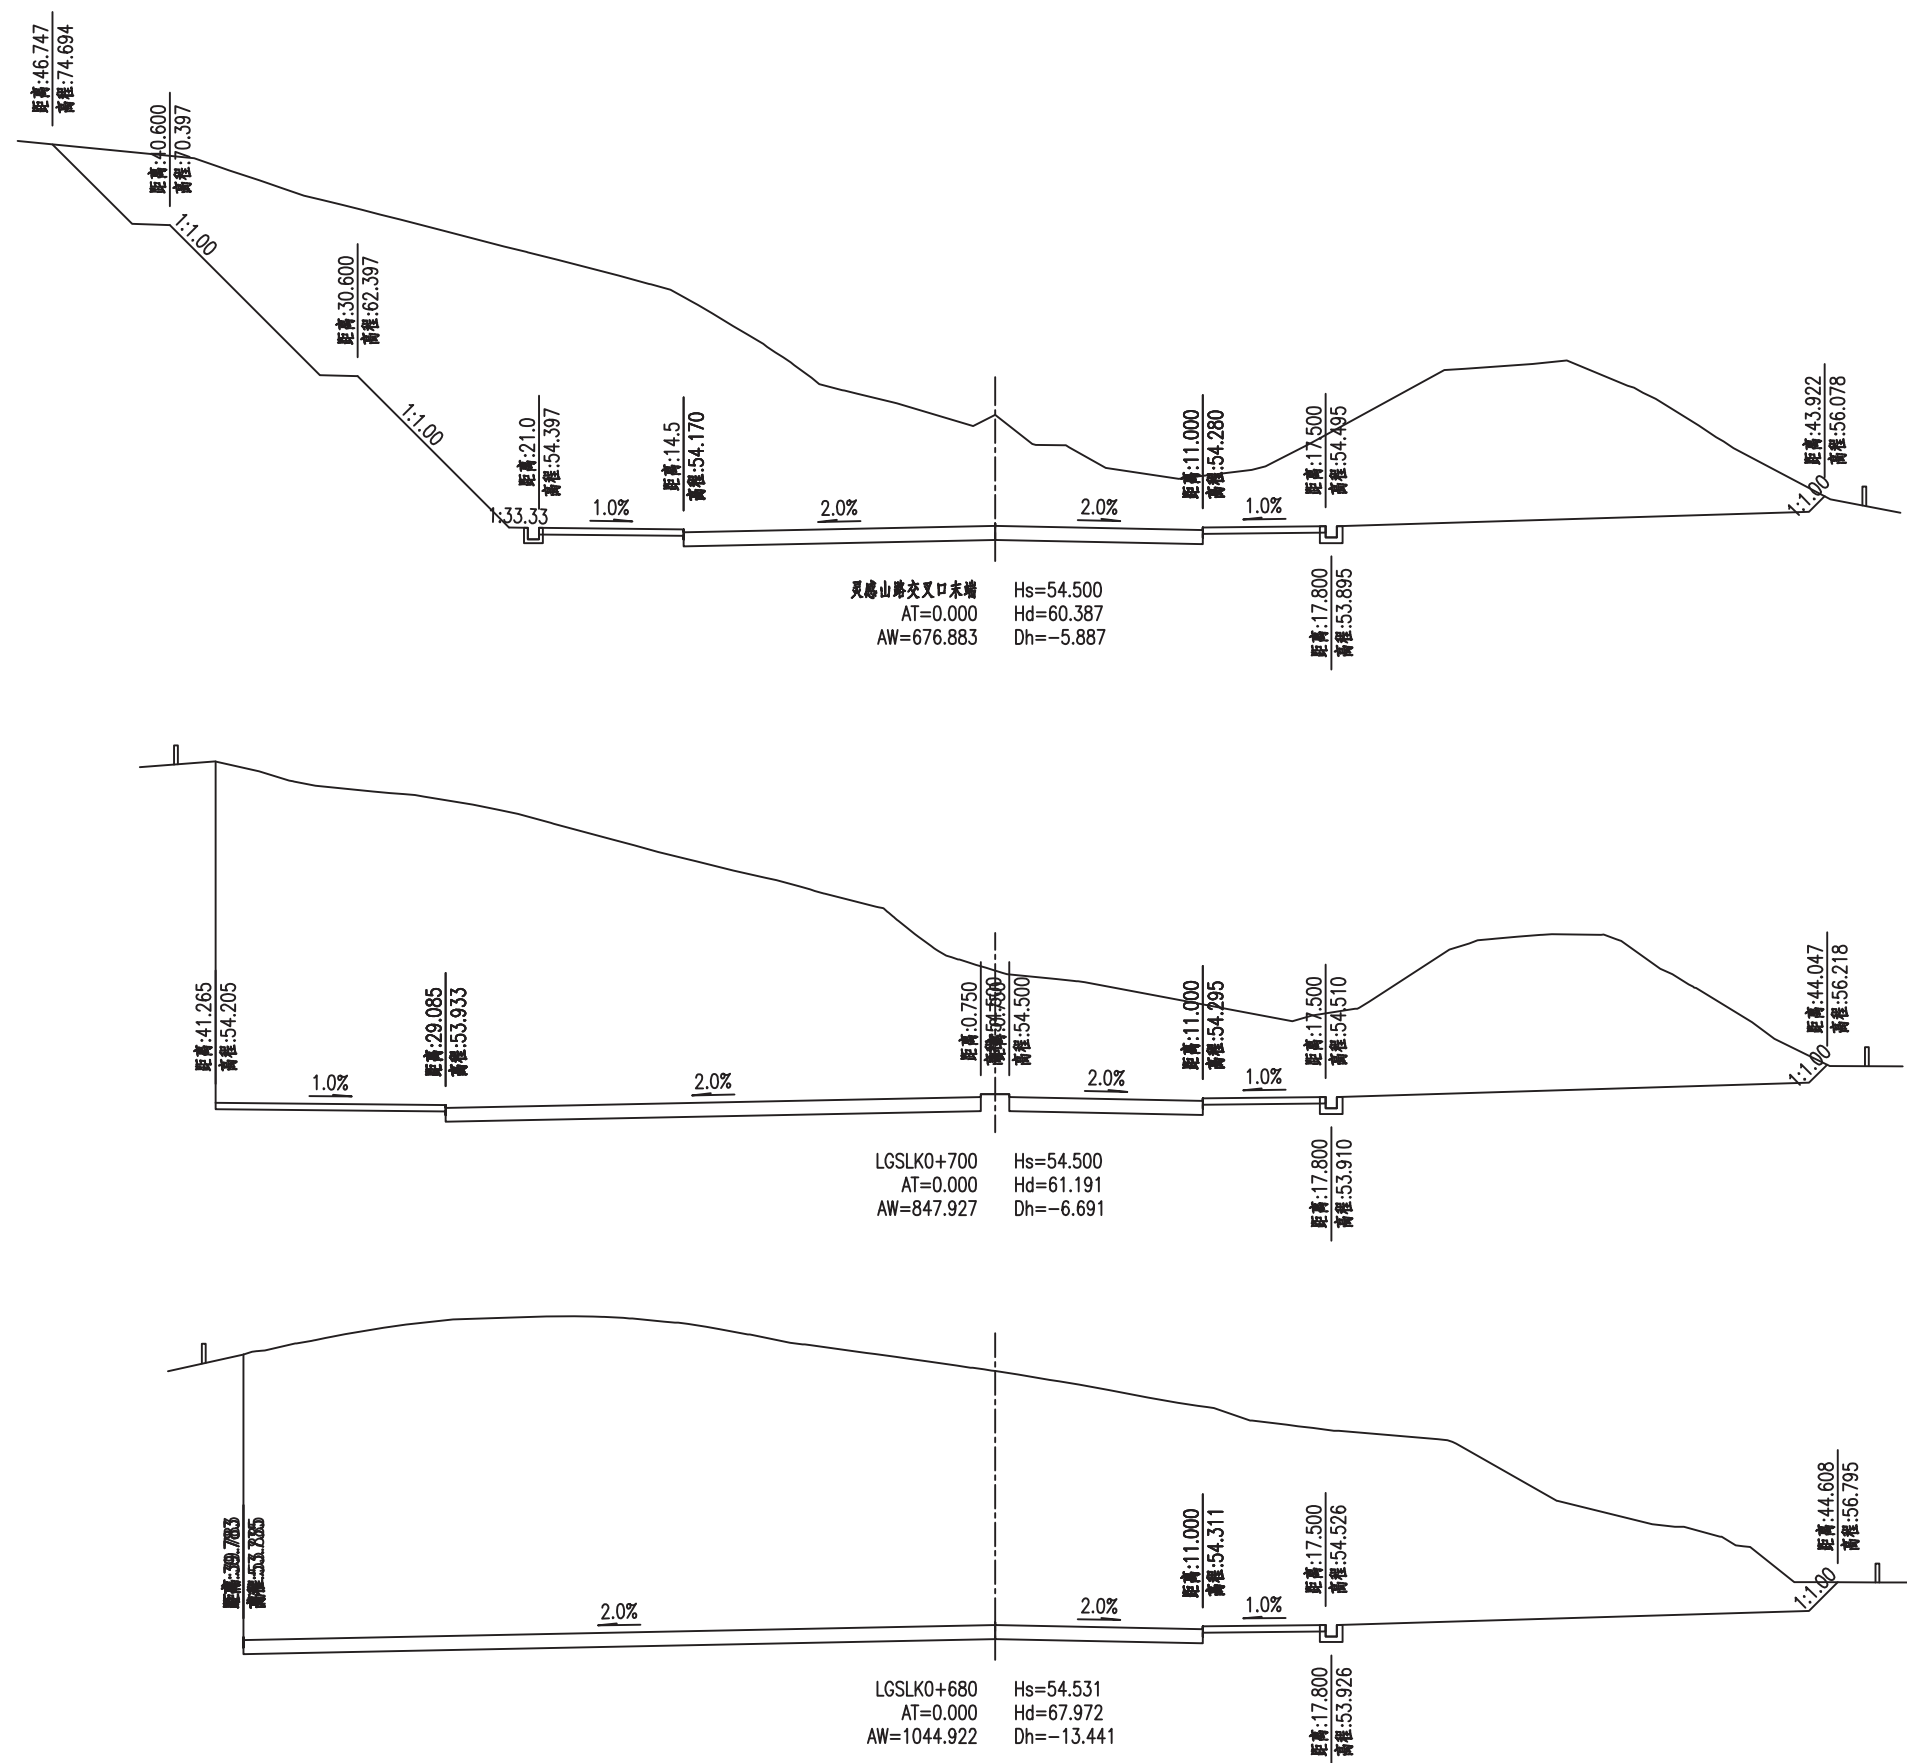 距离:46.747
高程:74.694
距离:40.600
高程:70.397
1:1.00
距离:30.600
高程:62.397
1:1.00
距离:21.0
高程:54.397
1:33.33
距离:14.5
高程:54.170
1.0%
2.0%
2.0%
距离:11.000
高程:54.280
1.0%
距离:17.500
高程:54.495
距离:43.922
高程:56.078
1:1.00
距离:17.800
高程:53.895
灵感山路交叉口末端 Hs=54.500
AT=0.000 Hd=60.387
AW=676.883 Dh=-5.887
距离:41.265
高程:54.205
1.0%
距离:29.085
高程:53.933
2.0%
距离:0.750
高程:54.500
2.0%
距离:11.000
高程:54.295
1.0%
距离:17.500
高程:54.510
距离:44.047
高程:56.218
1:1.00
距离:17.800
高程:53.910
LGSLK0+700 Hs=54.500
AT=0.000 Hd=61.191
AW=847.927 Dh=-6.691
2.0%
2.0%
距离:11.000
高程:54.311
1.0%
距离:17.500
高程:54.526
距离:44.608
高程:56.795
1:1.00
距离:17.800
高程:53.926
LGSLK0+680 Hs=54.531
AT=0.000 Hd=67.972
AW=1044.922 Dh=-13.441